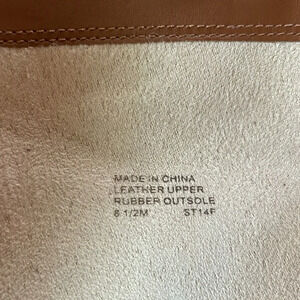 MADE IN CHINA
LEATHER UPPER
RUBBER OUTSOLE
6 1/2M ST14F